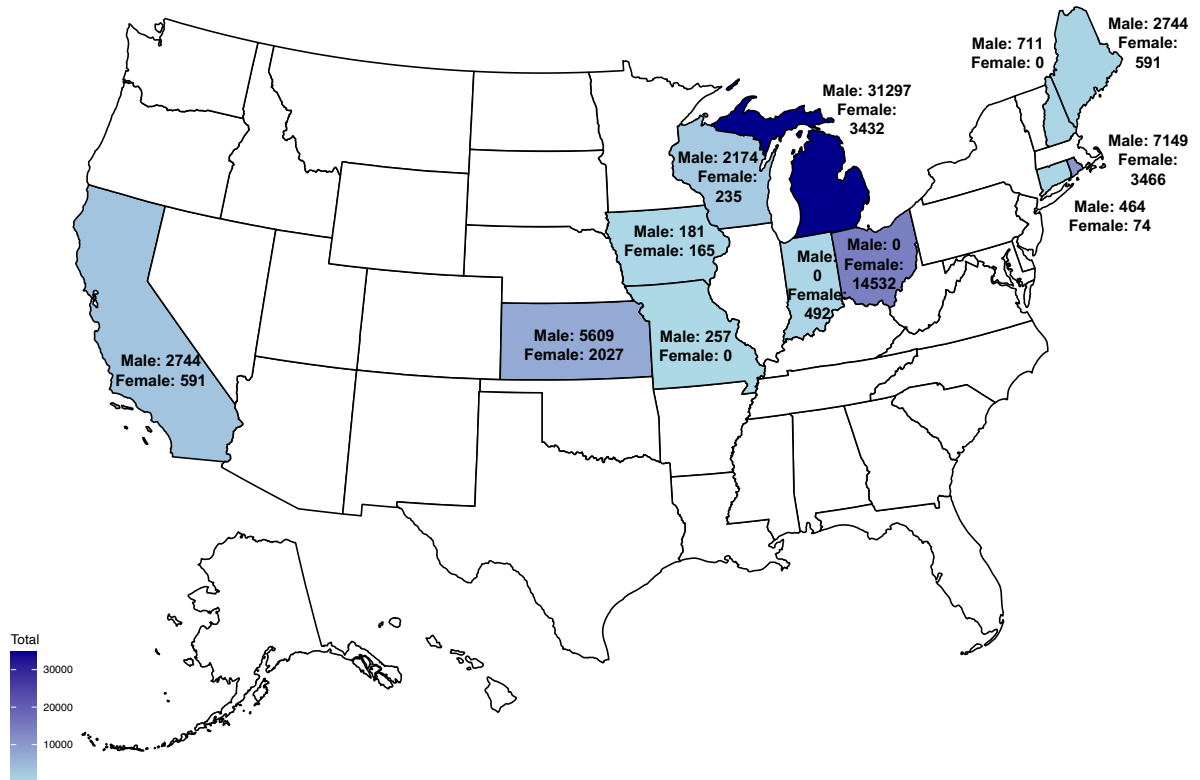 Male: 2744
Female:
591
Male: 711
Female: 0
Male: 31297
Female:
3432
Male: 7149
Female:
3466
Male: 2174
Female:
235
Male: 464
Female: 74
Male: 181
Female: 165
Male:
0
Female:
492
Male: 0
Female:
14532
Male: 5609
Female: 2027
Male: 257
Female: 0
Male: 2744
Female: 591
Total
30000
20000
10000